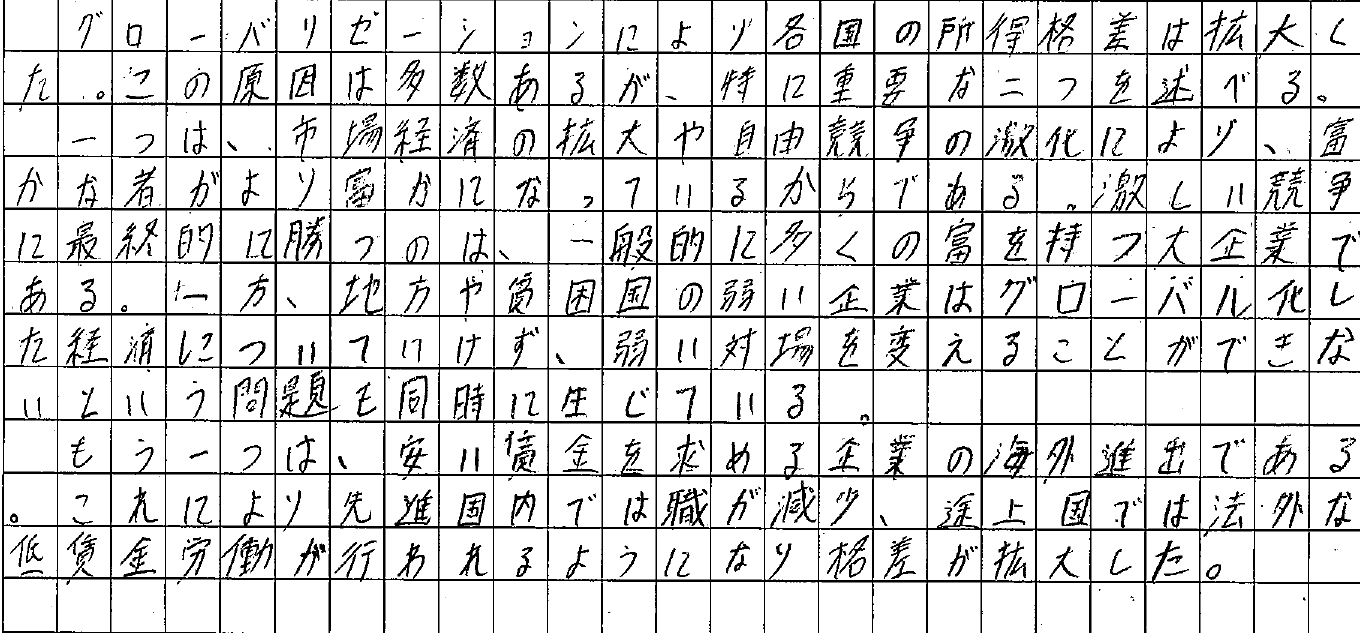 グローバリゼーションにより各国の所得格差は拡大し
た。この原因は多数あるが、特に重要な二つを述べる。
一つは、市場経済の拡大や自由競争の激化により、富
かな者がより富かになっているからである。激しい競争
に最終的に勝つのは、一般的に多くの富を持つ大企業で
ある。一方、地方や貧困国の弱い企業はグローバル化し
た経済についていけず、弱い対場を変えることができな
いという問題も同時に生じている。
もう一つは、安い賃金を求める企業の海外進出である
。これにより先進国内では職が減少、途上国では法外な
低賃金労働が行われるようになり格差が拡大した。